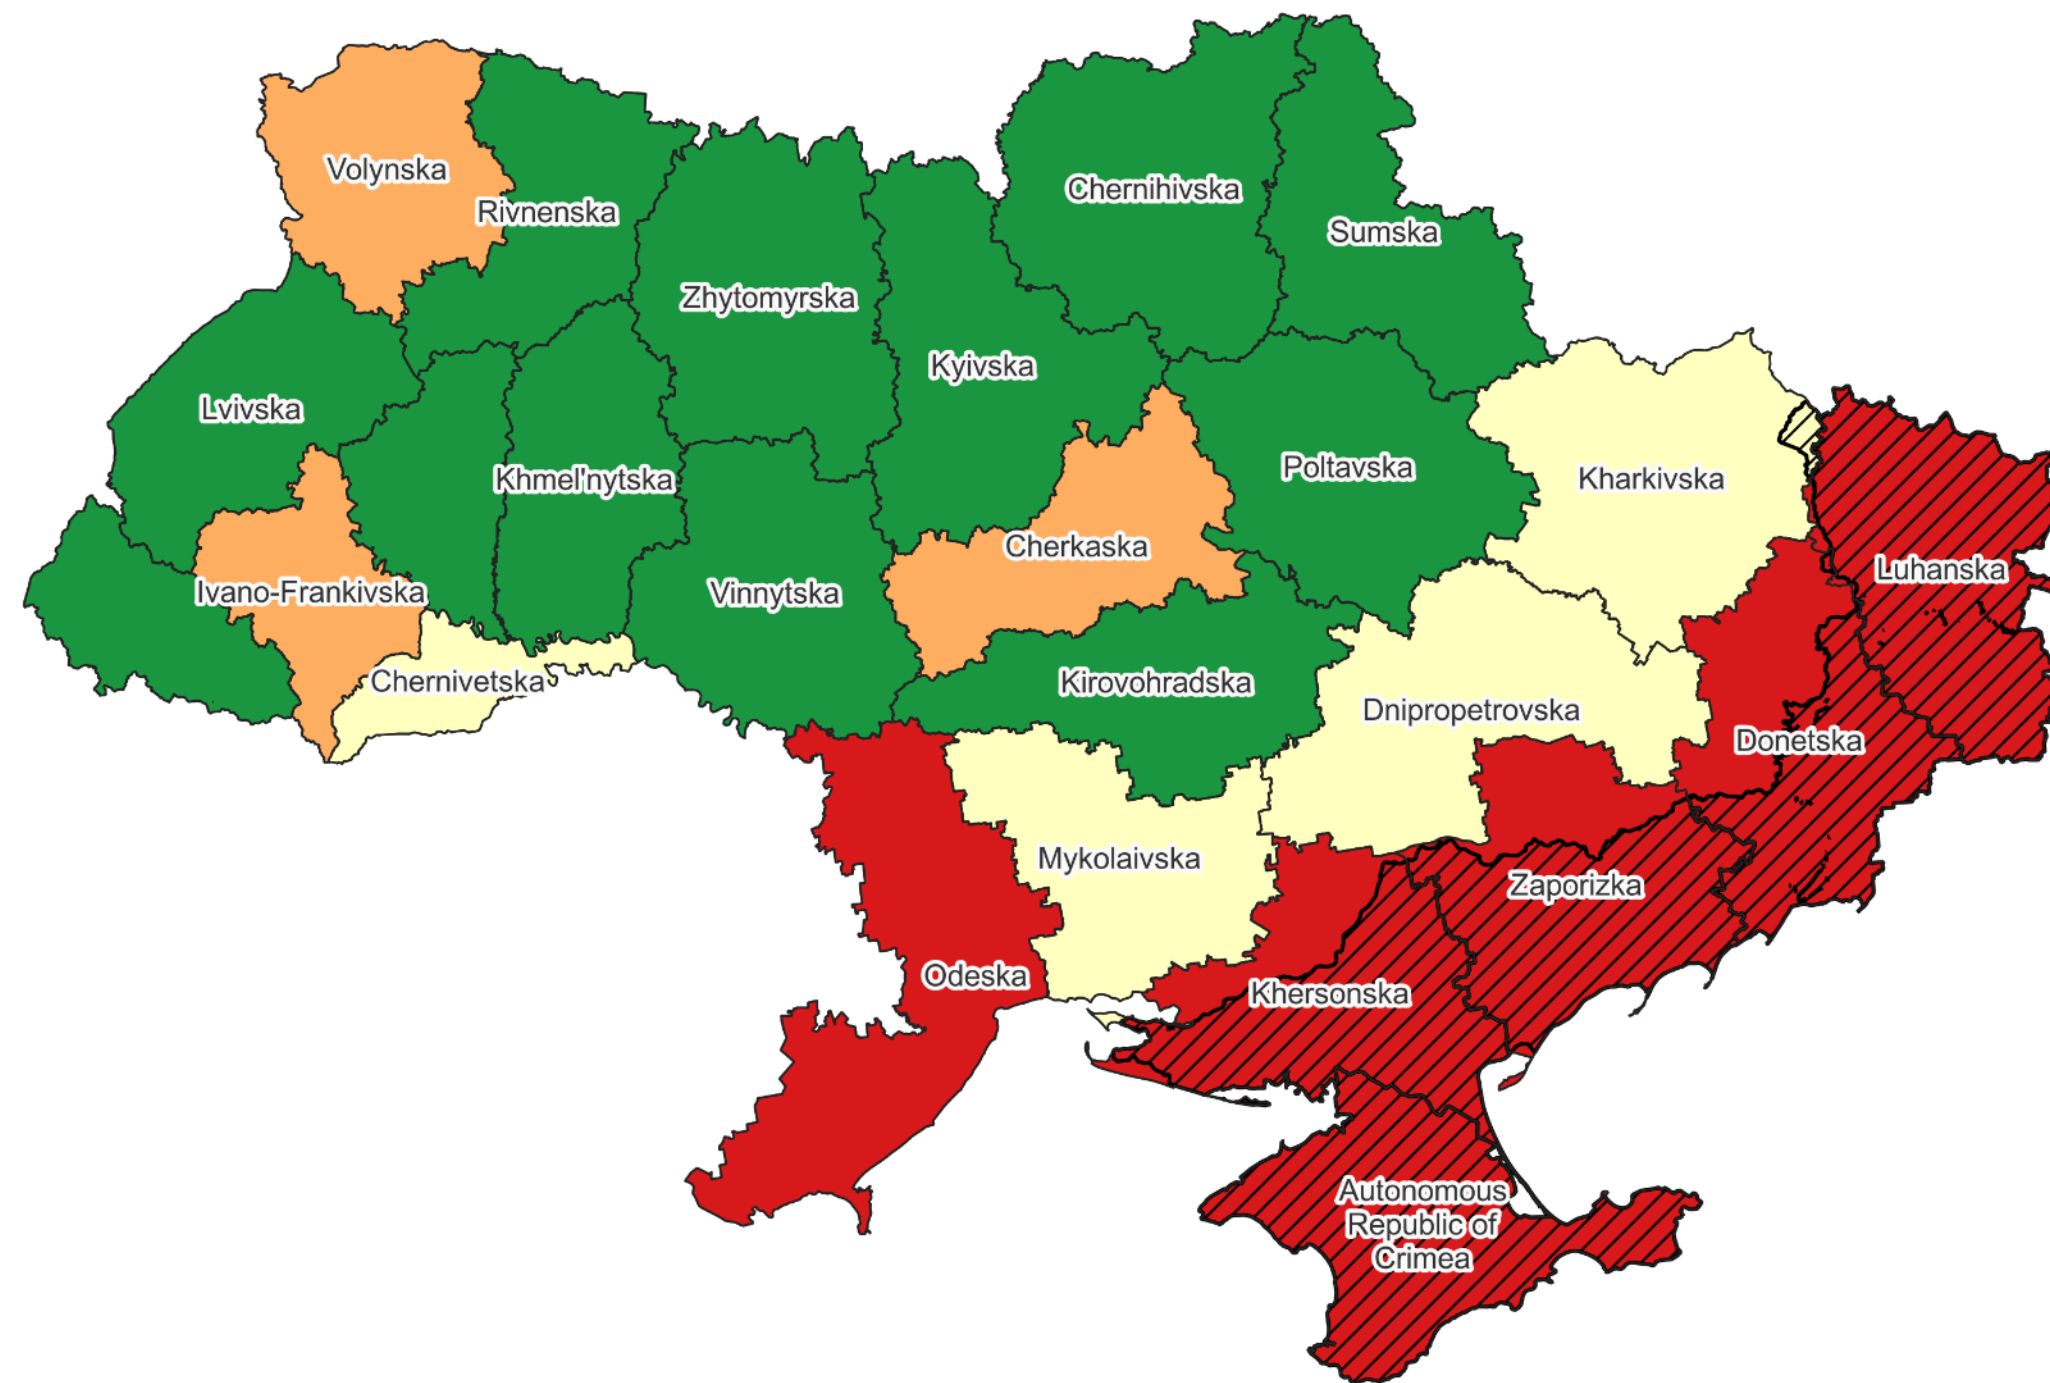 Volynska
Chernihivska
Rivnenska
Sumska
Zhytomyrska
Kyivska
Lvivska
Poltavska
Khmel'nytska
Kharkivska
Cherkaska
Luhanska
Ivano-Frankivska
Vinnytska
Chernivetska
Kirovohradska
Dnipropetrovska
Donetska
Mykolaivska
Zaporizka
Odeska
Khersonska
Autonomous
Republic of
Crimea